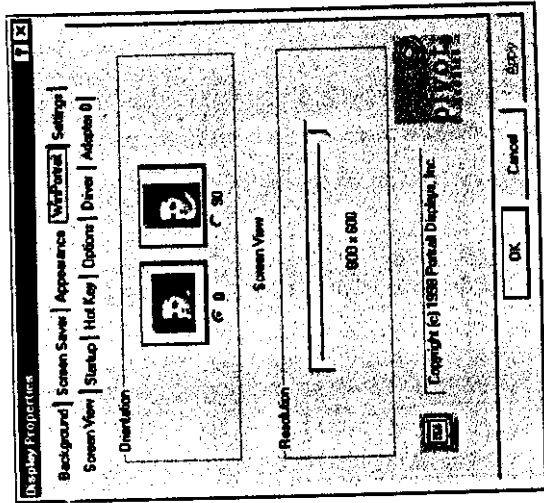 Display Properties
Background Screen Saver Appearance WinPortrait Settings
Screen View Startup Hot Key Options Driver Adapter 0
Orientation
0 90
Screen View
Resolution
800 x 600
Copyright (c) 1998 Portrait Displays, Inc.
pivot
OK Cancel Apply